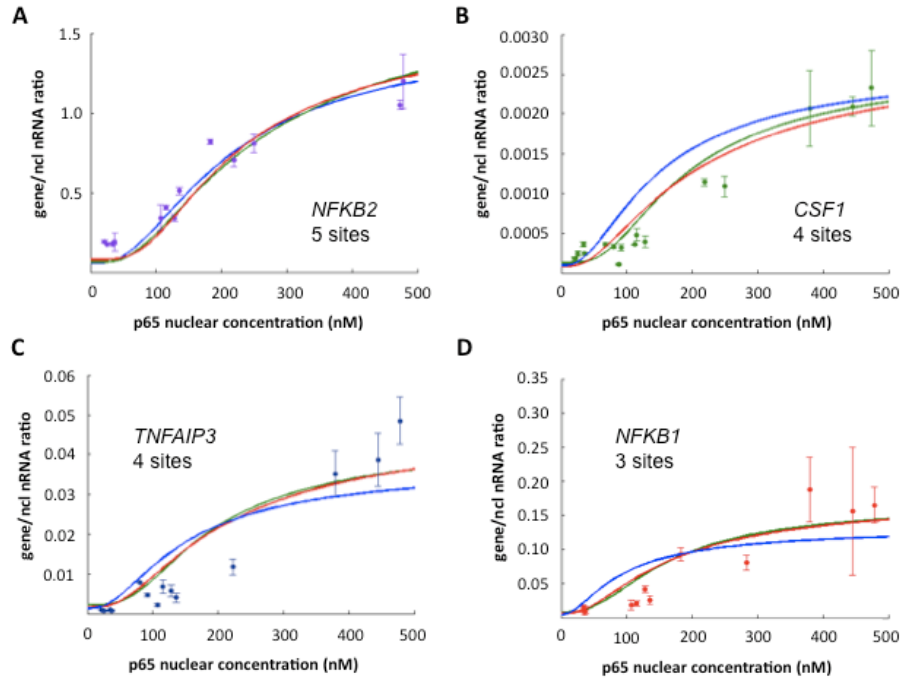 A
gene/ncl nRNA ratio
1.5
1.0
0.5
NFKB2
5 sites
0 100 200 300 400 500
p65 nuclear concentration (nM)
B
gene/ncl nRNA ratio
0.0030
0.0025
0.0020
0.0015
0.0010
0.0005
CSF1
4 sites
0 100 200 300 400 500
p65 nuclear concentration (nM)
C
gene/ncl nRNA ratio
0.06
0.05
0.04
0.03
0.02
0.01
TNFAIP3
4 sites
0 100 200 300 400 500
p65 nuclear concentration (nM)
D
gene/ncl nRNA ratio
0.35
0.30
0.25
0.20
0.15
0.10
0.05
NFKB1
3 sites
0 100 200 300 400 500
p65 nuclear concentration (nM)